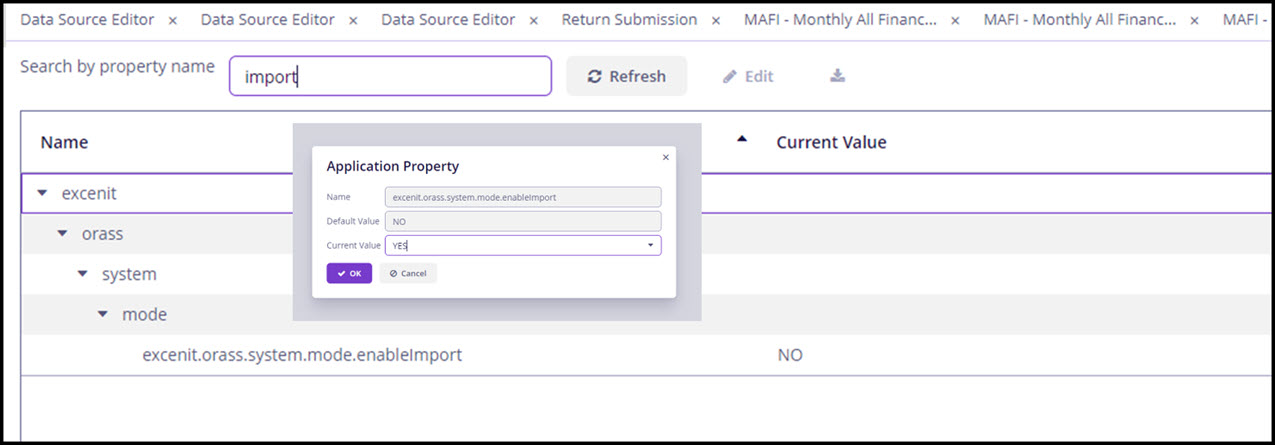 Data Source Editor × Data Source Editor × Data Source Editor × Return Submission × MAFI - Monthly All Financ... × MAFI - Monthly All Financ... × MAFI -
Search by property name import Refresh Edit
Name Current Value
Application Property ×
Name excenit.orass.system.mode.enableImport
Default Value NO
Current Value YES
OK Cancel
excenit
orass
system
mode
excenit.orass.system.mode.enableImport NO